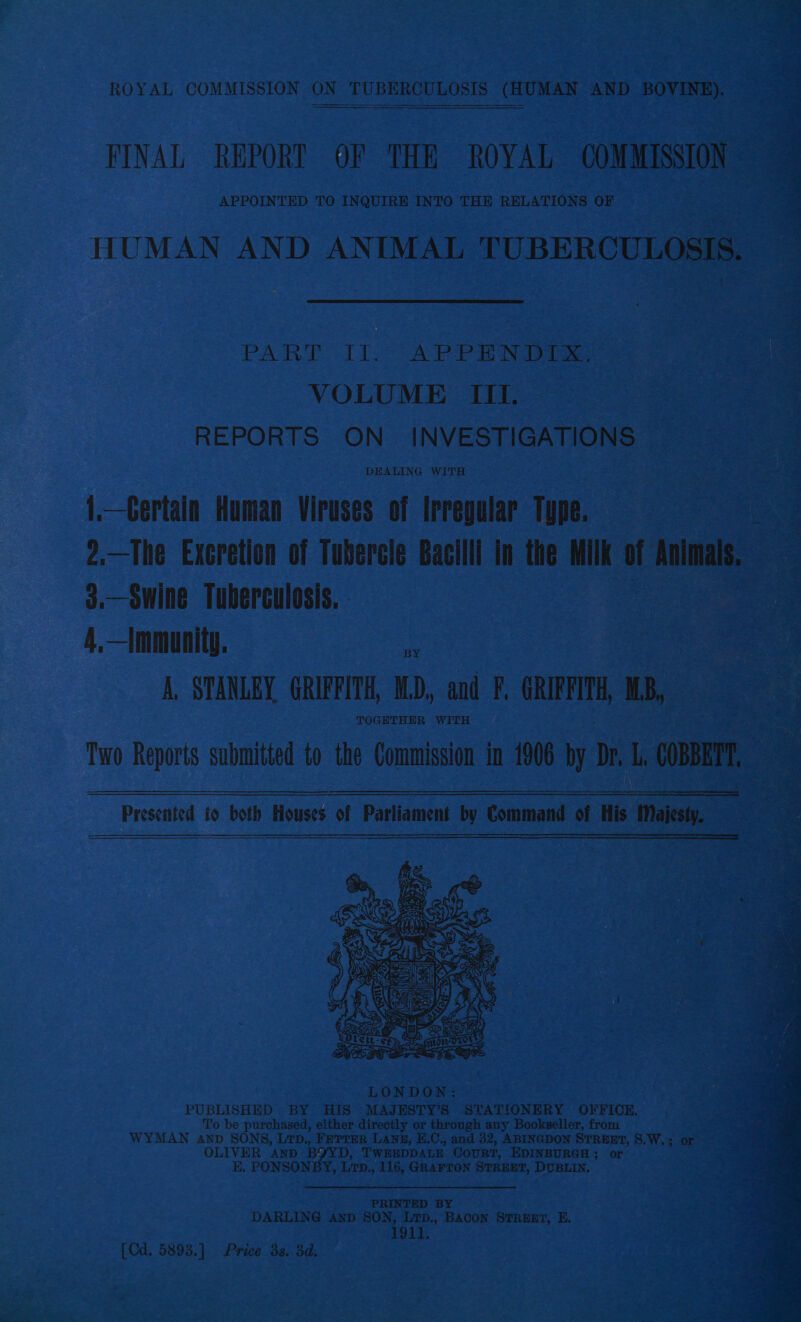 ROYAL COMMISSION ON TUBERCULOSIS (HUMAN AND BOVINE).
FINAL REPORT OF THE ROYAL COMMISSION
APPOINTED TO INQUIRE INTO THE RELATIONS OF
HUMAN AND ANIMAL TUBERCULOSIS.
PART II. APPENDIX.
VOLUME III.
REPORTS ON INVESTIGATIONS
DEALING WITH
1.—Certain Human Viruses of Irregular Type.
2.—The Excretion of Tubercle Bacilli in the Milk of Animals.
3.—Swine Tuberculosis.
4.—Immunity.
BY
A. STANLEY GRIFFITH, M.D., and F. GRIFFITH, M.B.,
TOGETHER WITH
Two Reports submitted to the Commission in 1906 by Dr. L. COBBETT.
Presented to both Houses of Parliament by Command of His Majesty.
LONDON:
PUBLISHED BY HIS MAJESTY'S STATIONERY OFFICE.
To be purchased, either directly or through any Bookseller, from
WYMAN AND SONS, LTD., FETTER LANE, E.C., and 32, ABINGDON STREET, S.W.; or
OLIVER AND BOYD, TWEEDDALE COURT, EDINBURGH; or
E. PONSONBY, LTD., 116, GRAFTON STREET, DUBLIN.
PRINTED BY
DARLING AND SON, LTD., BACON STREET, E.
1911.
[Cd. 5893.] Price 3s. 3d.